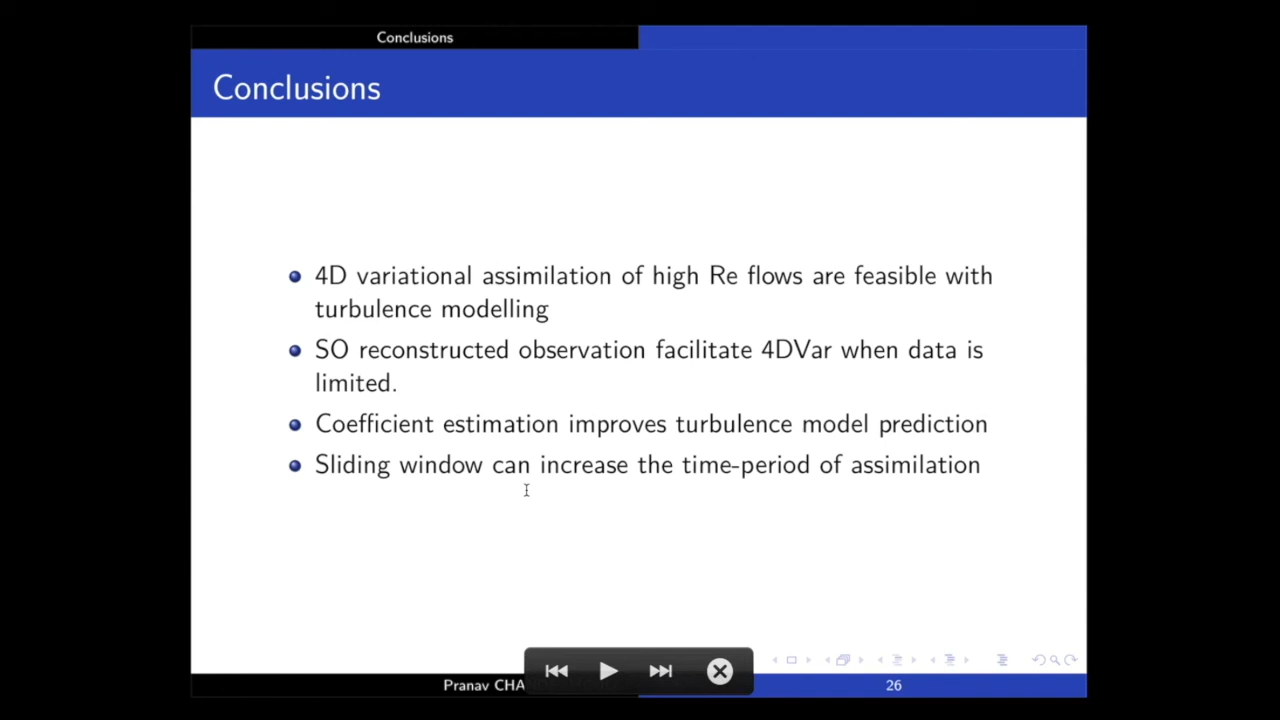 Conclusions
Conclusions
4D variational assimilation of high Re flows are feasible with
turbulence modelling
SO reconstructed observation facilitate 4DVar when data is
limited.
Coefficient estimation improves turbulence model prediction
Sliding window can increase the time-period of assimilation
Pranav CHA
26